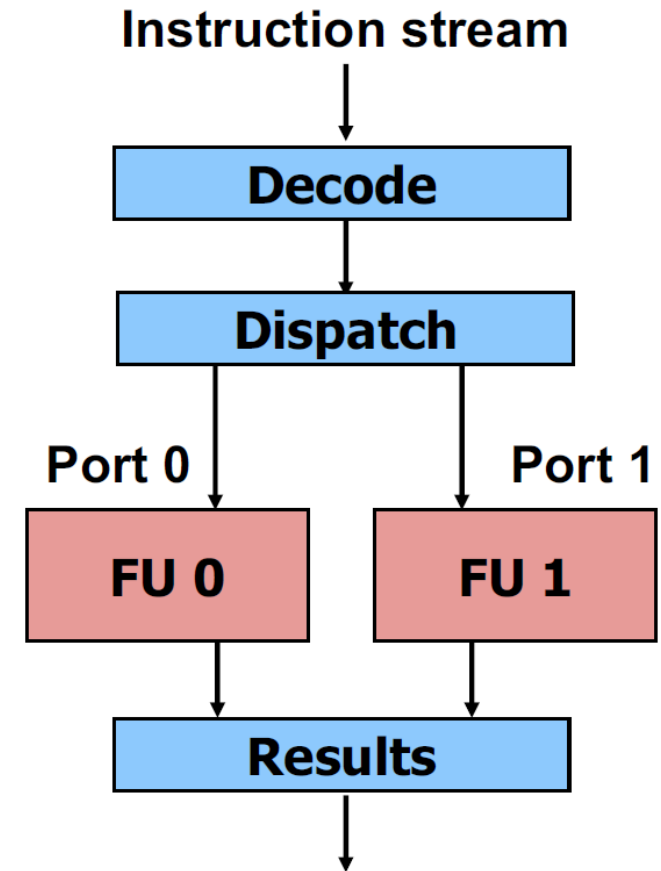 Instruction stream
Decode
Dispatch
Port 0
Port 1
FU 0
FU 1
Results